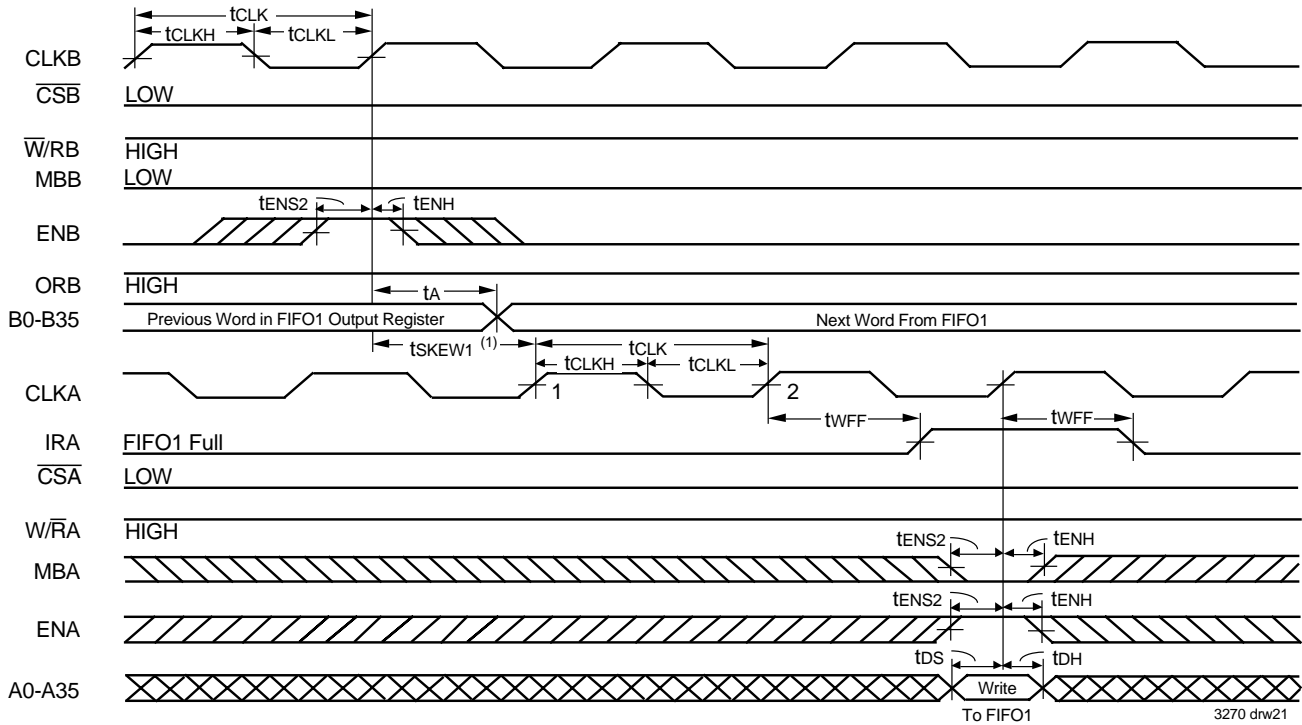 tCLK
tCLKH tCLKL
CLKB
CSB LOW
W/RB HIGH
MBB LOW
tENS2 tENH
ENB
ORB HIGH
tA
B0-B35 Previous Word in FIFO1 Output Register Next Word From FIFO1
tSKEW1 (1) tCLK
tCLKH tCLKL
CLKA 1 2
tWFF tWFF
IRA FIFO1 Full
CSA LOW
W/RA HIGH
tENS2 tENH
MBA
tENS2 tENH
ENA
tDS tDH
A0-A35 Write
To FIFO1 3270 drw21